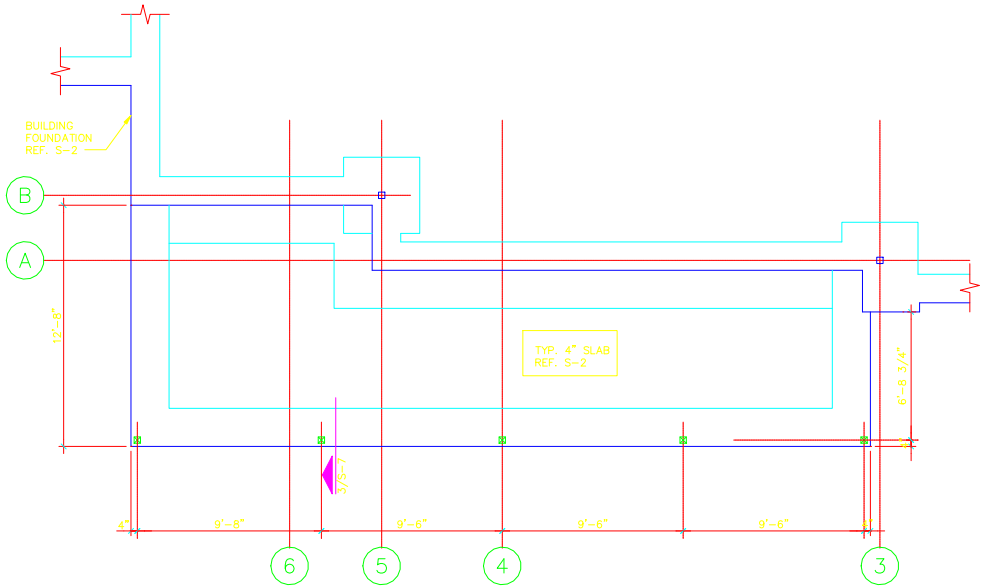 BUILDING
FOUNDATION
REF. S-2
B
A
12'-8"
TYP. 4" SLAB
REF. S-2
6'-8 3/4"
3/S-7
4"
9'-8"
9'-6"
9'-6"
9'-6"
6
5
4
3